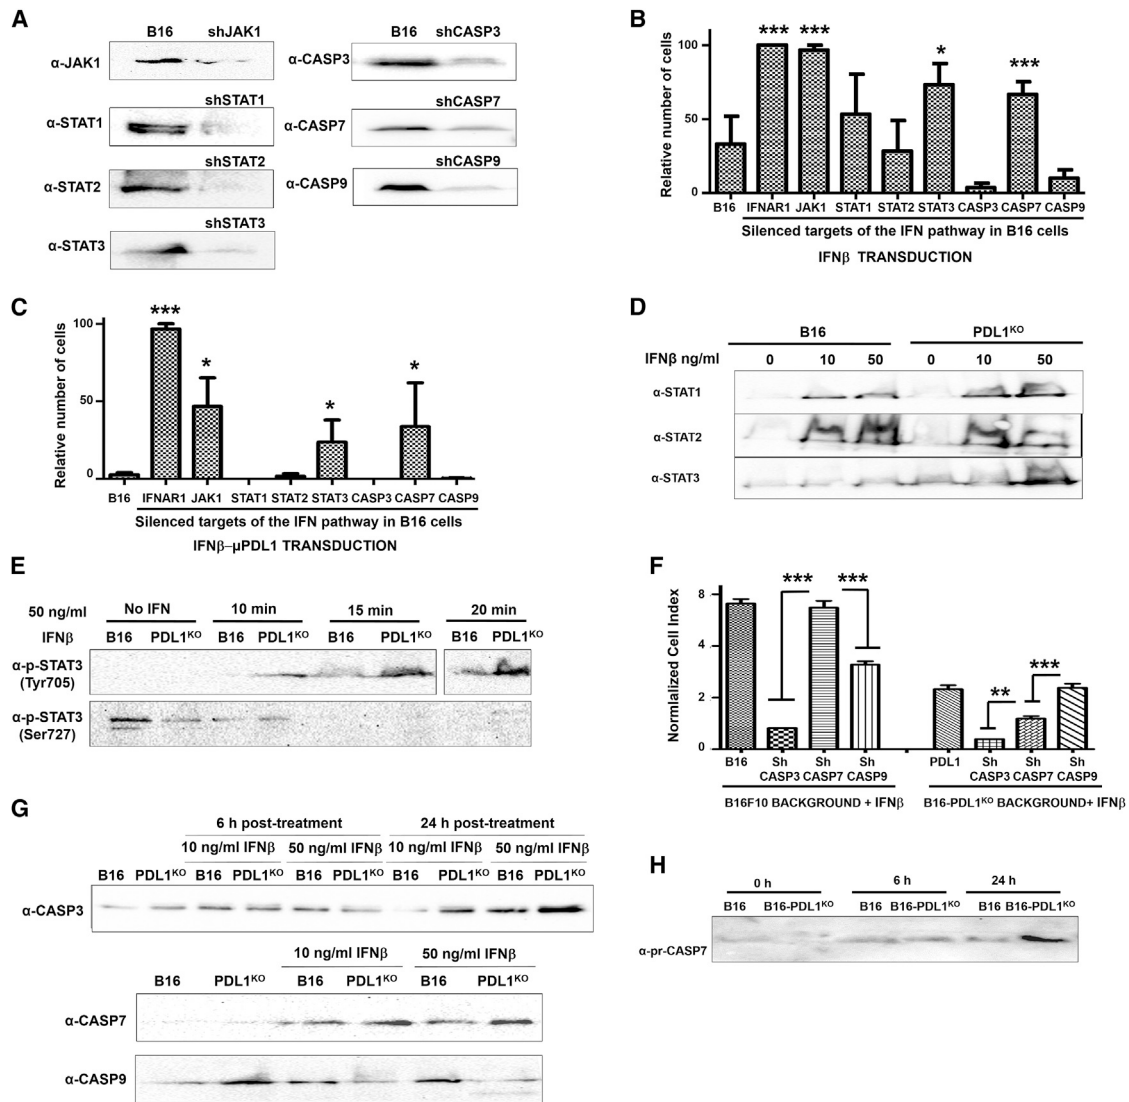 A
B16 shJAK1
α-JAK1
shSTAT1
α-STAT1
shSTAT2
α-STAT2
shSTAT3
α-STAT3
B16 shCASP3
α-CASP3
shCASP7
α-CASP7
shCASP9
α-CASP9
B
Relative number of cells
100
50
0
*** *** * ***
B16 IFNAR1 JAK1 STAT1 STAT2 STAT3 CASP3 CASP7 CASP9
Silenced targets of the IFN pathway in B16 cells
IFNβ TRANSDUCTION
C
Relative number of cells
100
50
0
*** * * *
B16 IFNAR1 JAK1 STAT1 STAT2 STAT3 CASP3 CASP7 CASP9
Silenced targets of the IFN pathway in B16 cells
IFNβ–μPDL1 TRANSDUCTION
D
B16 PDL1KO
IFNβ ng/ml 0 10 50 0 10 50
α-STAT1
α-STAT2
α-STAT3
E
50 ng/ml No IFN 10 min 15 min 20 min
IFNβ B16 PDL1KO B16 PDL1KO B16 PDL1KO B16 PDL1KO
α-p-STAT3
(Tyr705)
α-p-STAT3
(Ser727)
F
Normlalized Cell Index
8
4
2
0
*** *** ** ***
B16 Sh Sh Sh PDL1 Sh Sh Sh
CASP3 CASP7 CASP9 CASP3 CASP7 CASP9
B16F10 BACKGROUND + IFNβ B16-PDL1KO BACKGROUND+ IFNβ
G
6 h post-treatment 24 h post-treatment
10 ng/ml IFNβ 50 ng/ml IFNβ 10 ng/ml IFNβ 50 ng/ml IFNβ
B16 PDL1KO B16 PDL1KO B16 PDL1KO B16 PDL1KO B16 PDL1KO
α-CASP3
10 ng/ml IFNβ 50 ng/ml IFNβ
B16 PDL1KO B16 PDL1KO B16 PDL1KO
α-CASP7
α-CASP9
H
0 h 6 h 24 h
B16 B16-PDL1KO B16 B16-PDL1KO B16 B16-PDL1KO
α-pr-CASP7